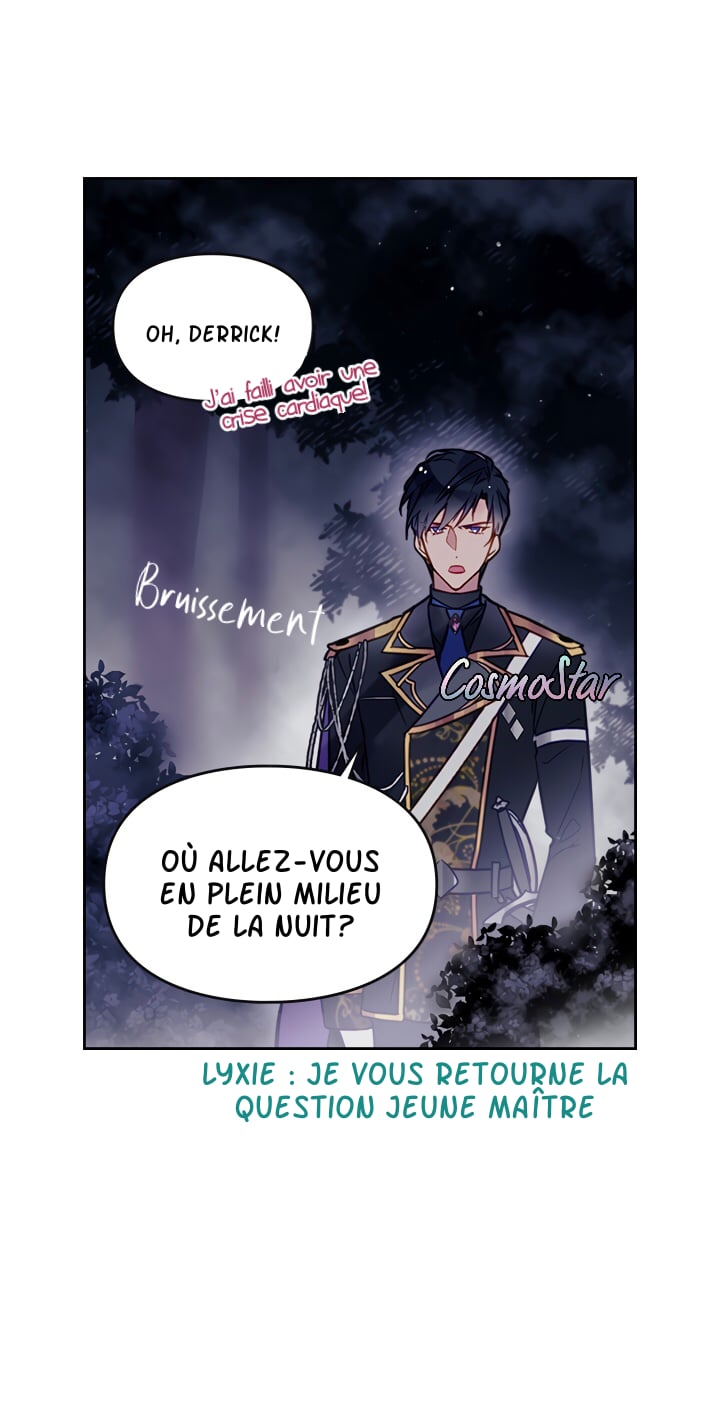 OH, DERRICK!
J'ai failli avoir une
crise cardiaque!
Bruissement
CosmoStar
OÙ ALLEZ-VOUS
EN PLEIN MILIEU
DE LA NUIT?
LYXIE : JE VOUS RETOURNE LA
QUESTION JEUNE MAÎTRE